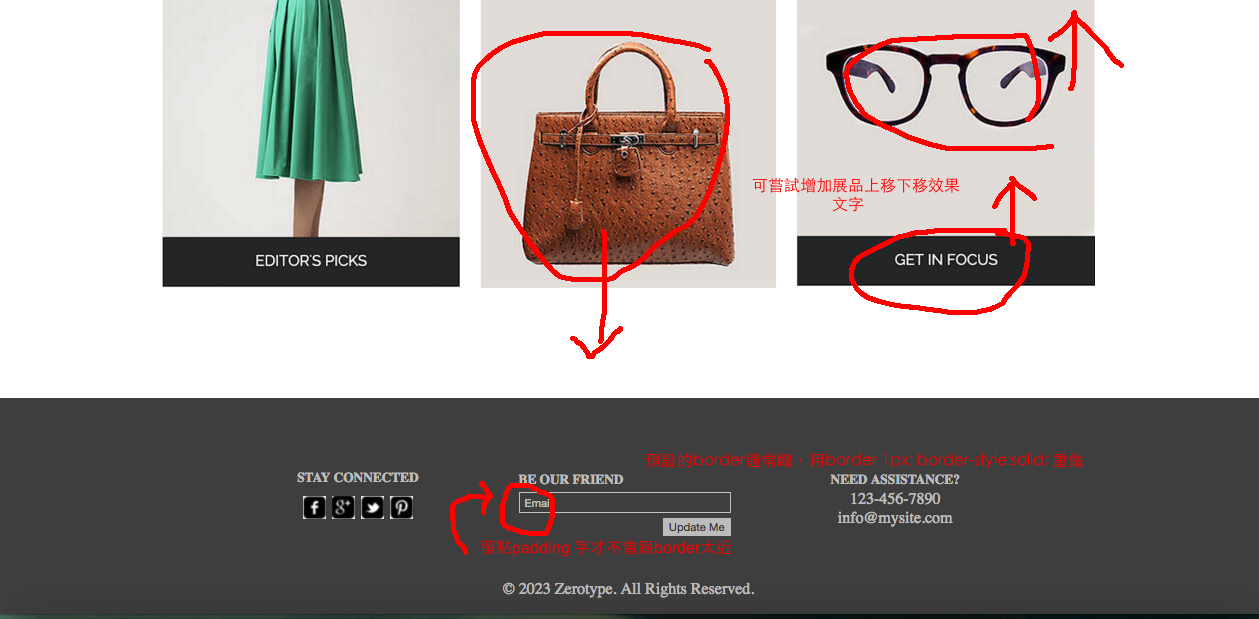 可嘗試增加展品上移下移效果
文字
EDITOR'S PICKS
GET IN FOCUS
預設的border通常醜，用border 1px; border-style:solid; 重做
STAY CONNECTED
BE OUR FRIEND
NEED ASSISTANCE?
Email
123-456-7890
info@mysite.com
Update Me
留點padding 字才不會跟border太近
© 2023 Zerotype. All Rights Reserved.